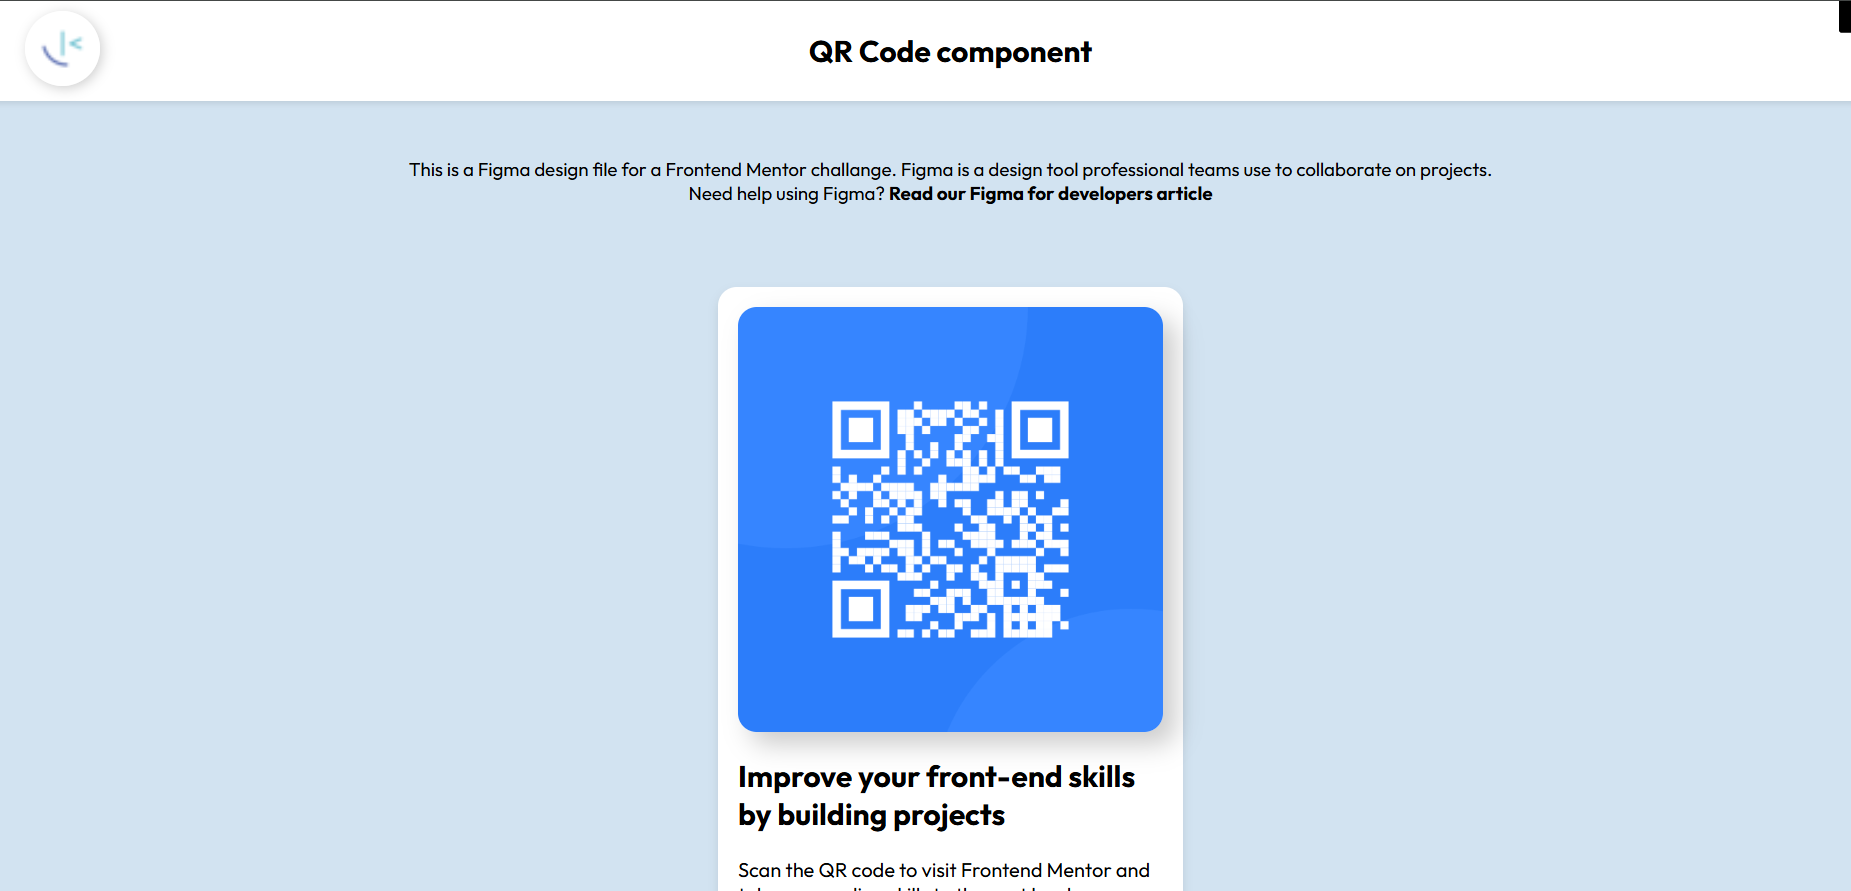 QR Code component
This is a Figma design file for a Frontend Mentor challange. Figma is a design tool professional teams use to collaborate on projects.
Need help using Figma? Read our Figma for developers article
Improve your front-end skills
by building projects
Scan the QR code to visit Frontend Mentor and